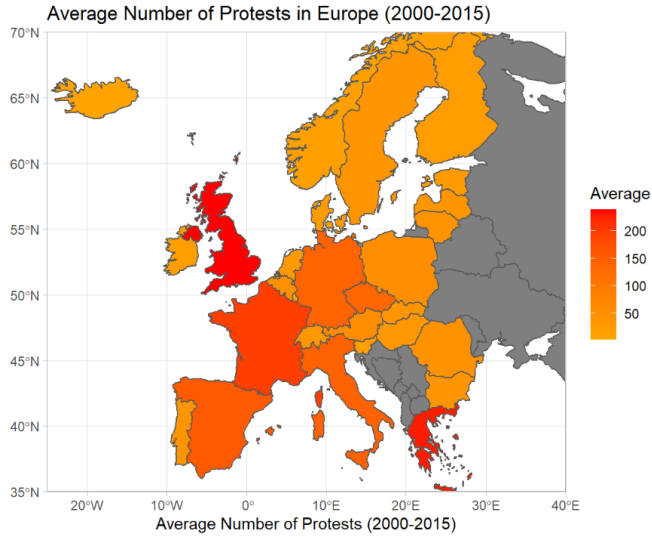 Average Number of Protests in Europe (2000-2015)
70°N
65°N
60°N
55°N
50°N
45°N
40°N
35°N
20°W
10°W
0°
10°E
20°E
30°E
40°E
Average Number of Protests (2000-2015)
Average
200
150
100
50